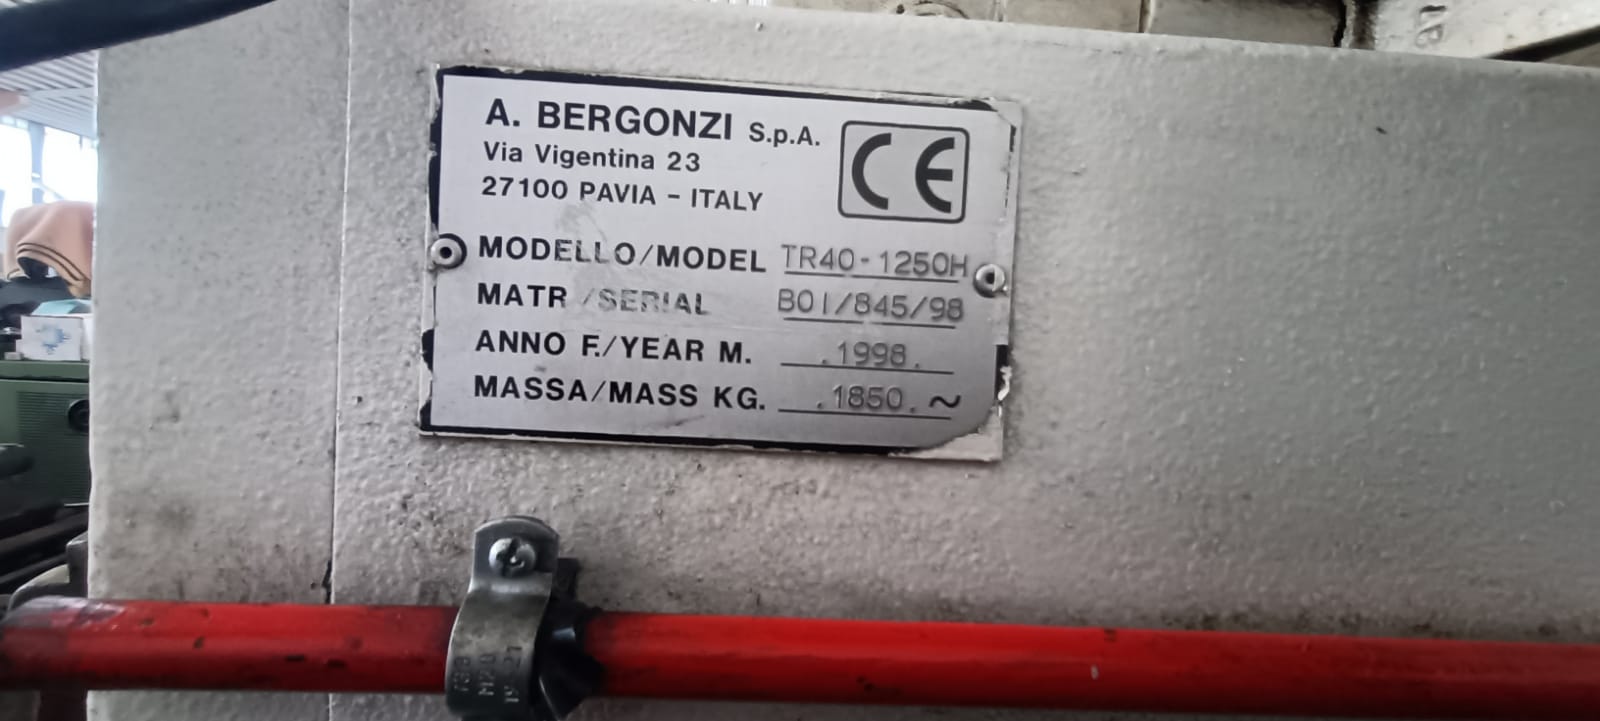 A. BERGONZI S.p.A.
Via Vigentina 23
27100 PAVIA - ITALY
CE
MODELLO/MODEL TR40-1250H
MATR /SERIAL B01/845/98
ANNO F./YEAR M. .1998.
MASSA/MASS KG. .1850. ~
M20